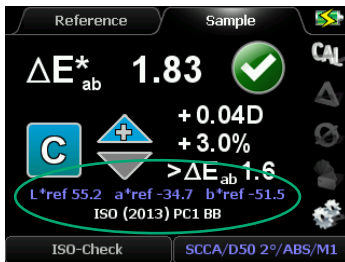 Reference Sample
ΔE*ab 1.83
CAL
+0.04D
C
+3.0%
>ΔEab 1.6
L*ref 55.2 a*ref -34.7 b*ref -51.5
ISO (2013) PC1 BB
ISO-Check SCCA/D50 2°/ABS/M1